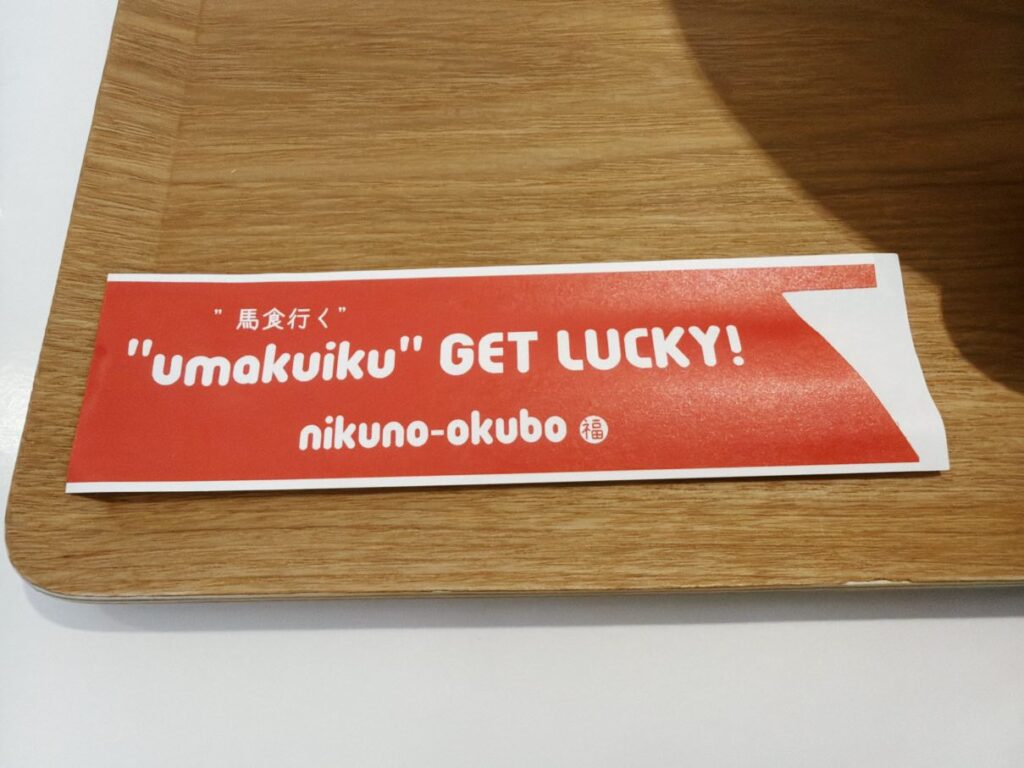 ”馬食行く”
"umakuiku" GET LUCKY!
nikuno-okubo 福